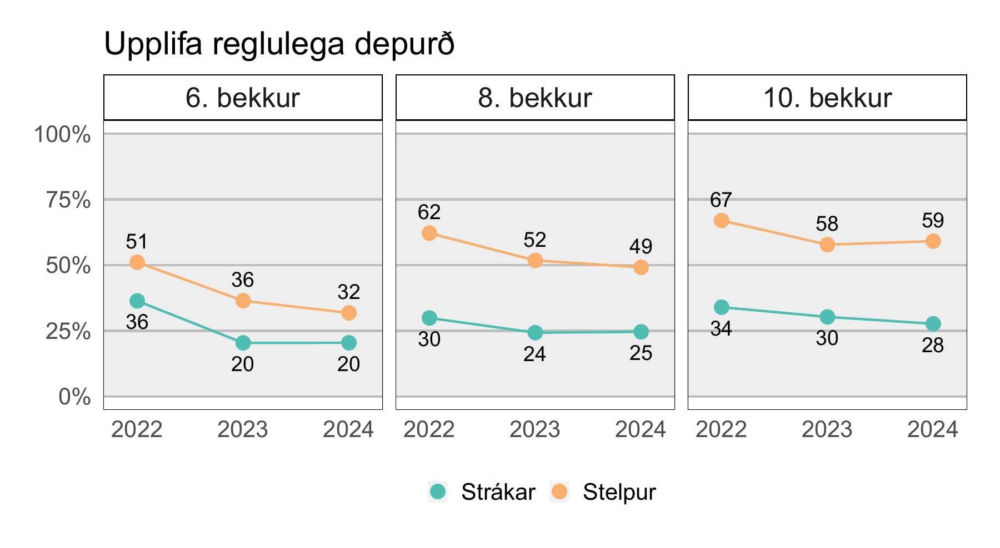 Upplifa reglulega depurð
6. bekkur 8. bekkur 10. bekkur
100%
75%
50%
25%
0%
51 36 32
36 20 20
62 52 49
30 24 25
67 58 59
34 30 28
2022 2023 2024 2022 2023 2024 2022 2023 2024
Strákar Stelpur